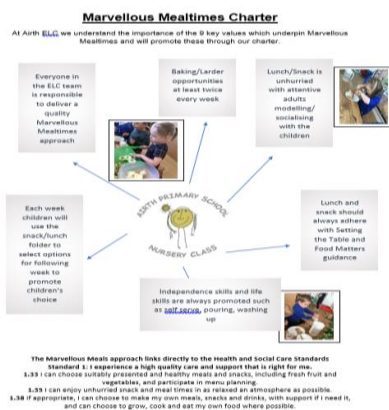 Marvellous Mealtimes Charter
At Airth ELC we understand the importance of the 9 key values which underpin Marvellous
Mealtimes and will promote these through our charter.
Everyone in
the ELC team
is responsible
to deliver a
quality
Marvellous
Mealtimes
approach
Baking/Larder
opportunities
at least twice
every week
Lunch/Snack is
unhurried
with attentive
adults
modelling/
socialising
with the
children
Each week
children will
use the
snack/lunch
folder to
select options
for following
week to
promote
children's
choice
AIRTH PRIMARY SCHOOL
NURSERY CLASS
Lunch and
snack should
always adhere
with Setting
the Table and
Food Matters
guidance
Independence skills and life
skills are always promoted such
as self serve, pouring, washing
up
The Marvellous Meals approach links directly to the Health and Social Care Standards
Standard 1: I experience a high quality care and support that is right for me.
1.33 I can choose suitably presented and healthy meals and snacks, including fresh fruit and
vegetables, and participate in menu planning.
1.35 I can enjoy unhurried snack and meal times in as relaxed an atmosphere as possible.
1.38 If appropriate, I can choose to make my own meals, snacks and drinks, with support if I need it,
and can choose to grow, cook and eat my own food where possible.